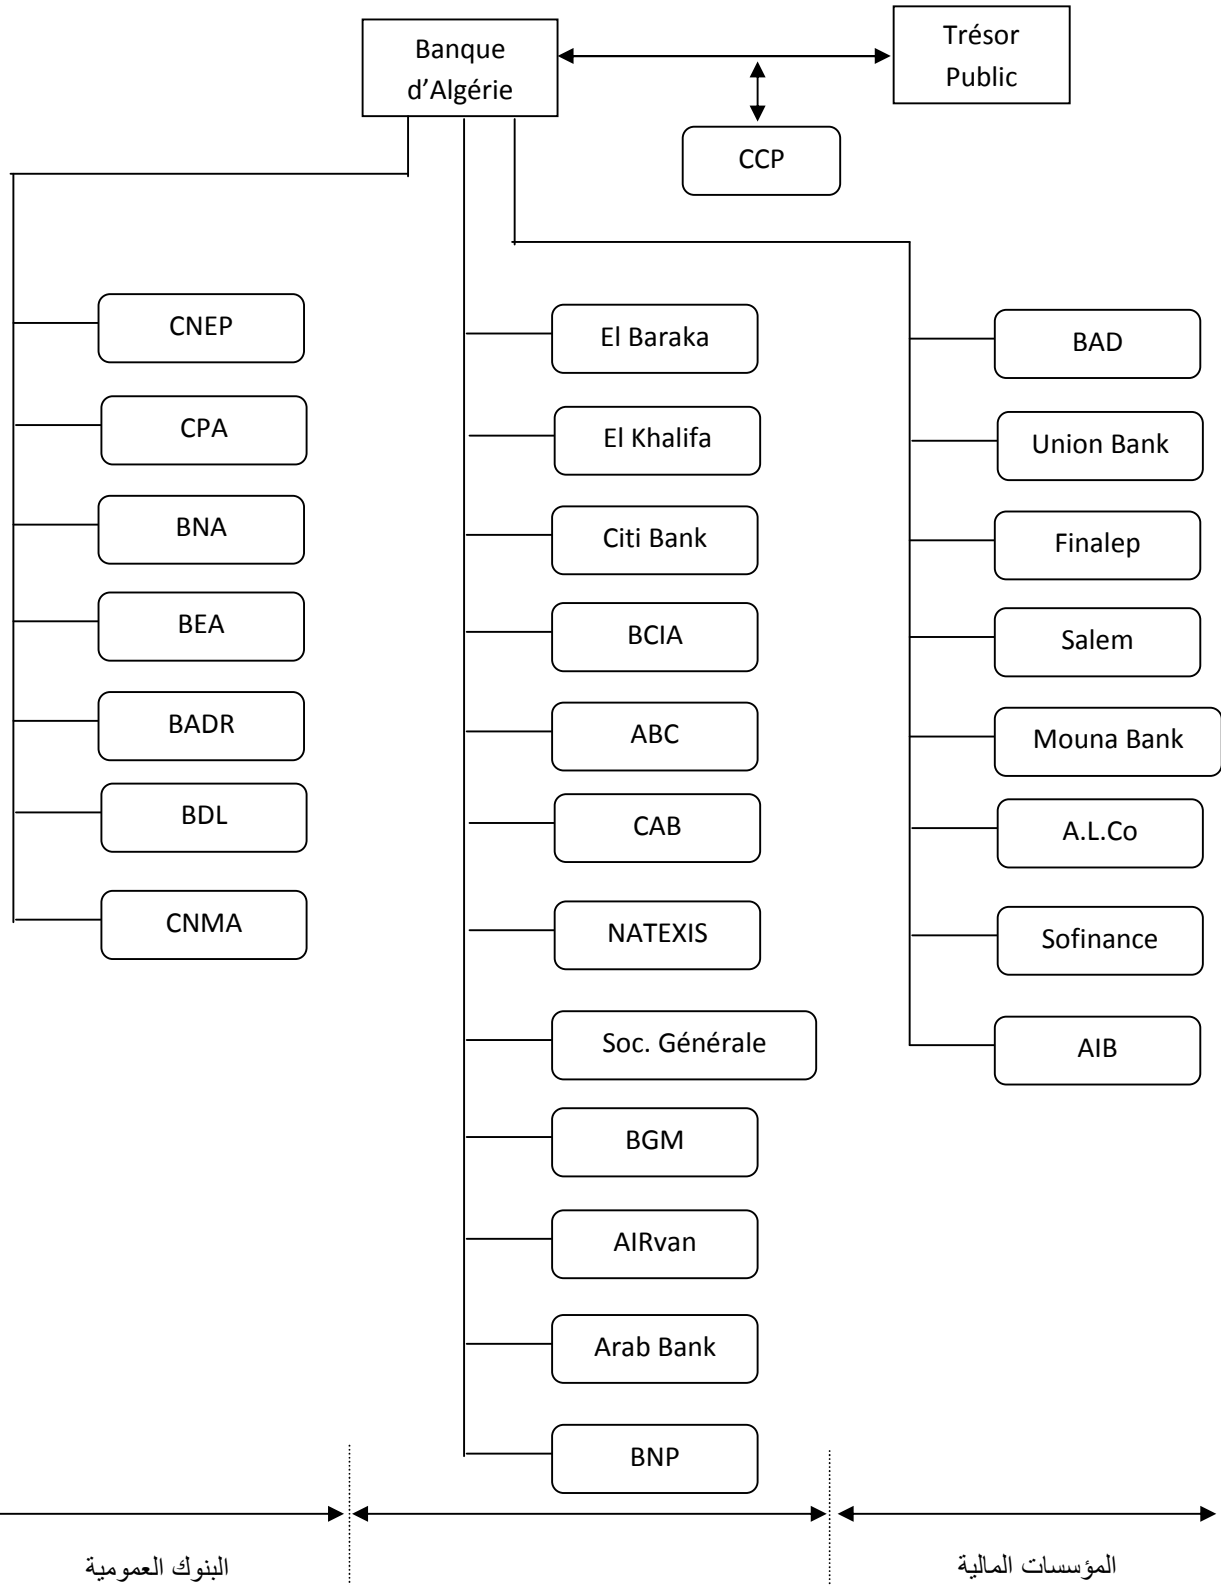 Banque
d’Algérie
Trésor
Public
CCP
CNEP
CPA
BNA
BEA
BADR
BDL
CNMA
El Baraka
El Khalifa
Citi Bank
BCIA
ABC
CAB
NATEXIS
Soc. Générale
BGM
AIRvan
Arab Bank
BNP
BAD
Union Bank
Finalep
Salem
Mouna Bank
A.L.Co
Sofinance
AIB
البنوك العمومية
المؤسسات المالية